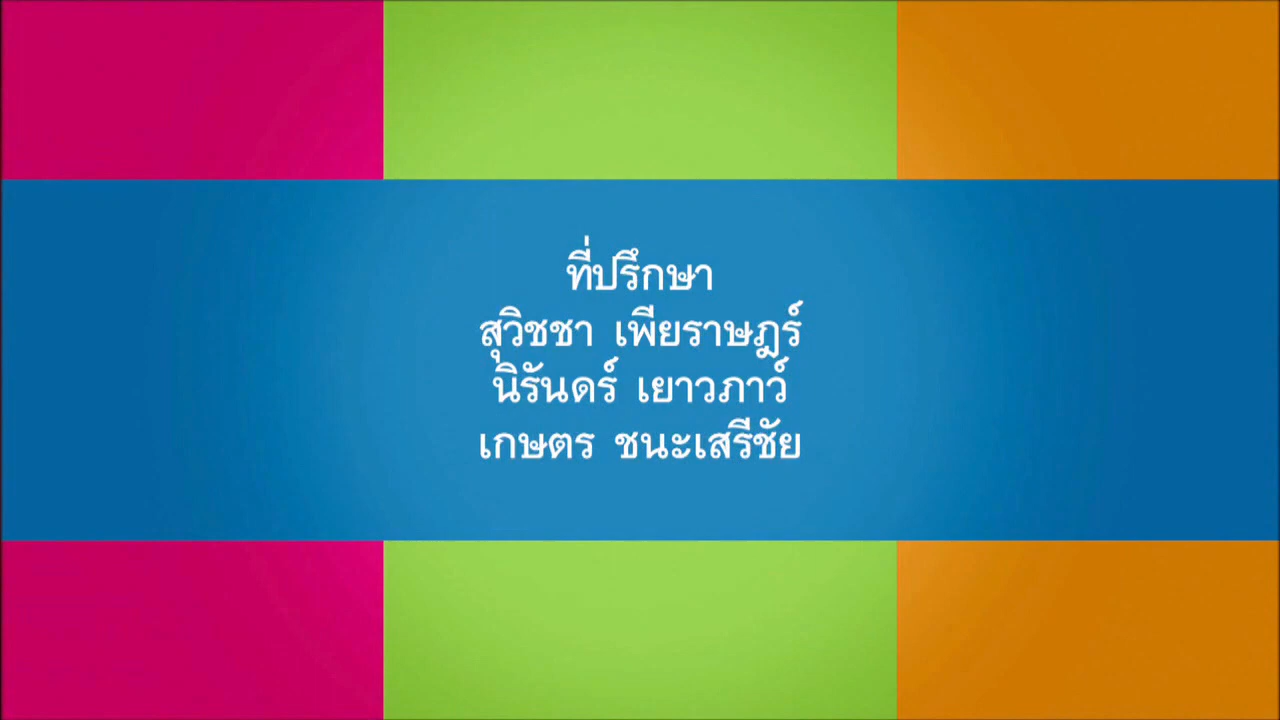 ที่ปรึกษา
สุวิชชา เพียราษฎร์
นิรันดร์ เยาวภาว์
เกษตร ชนะเสรีชัย